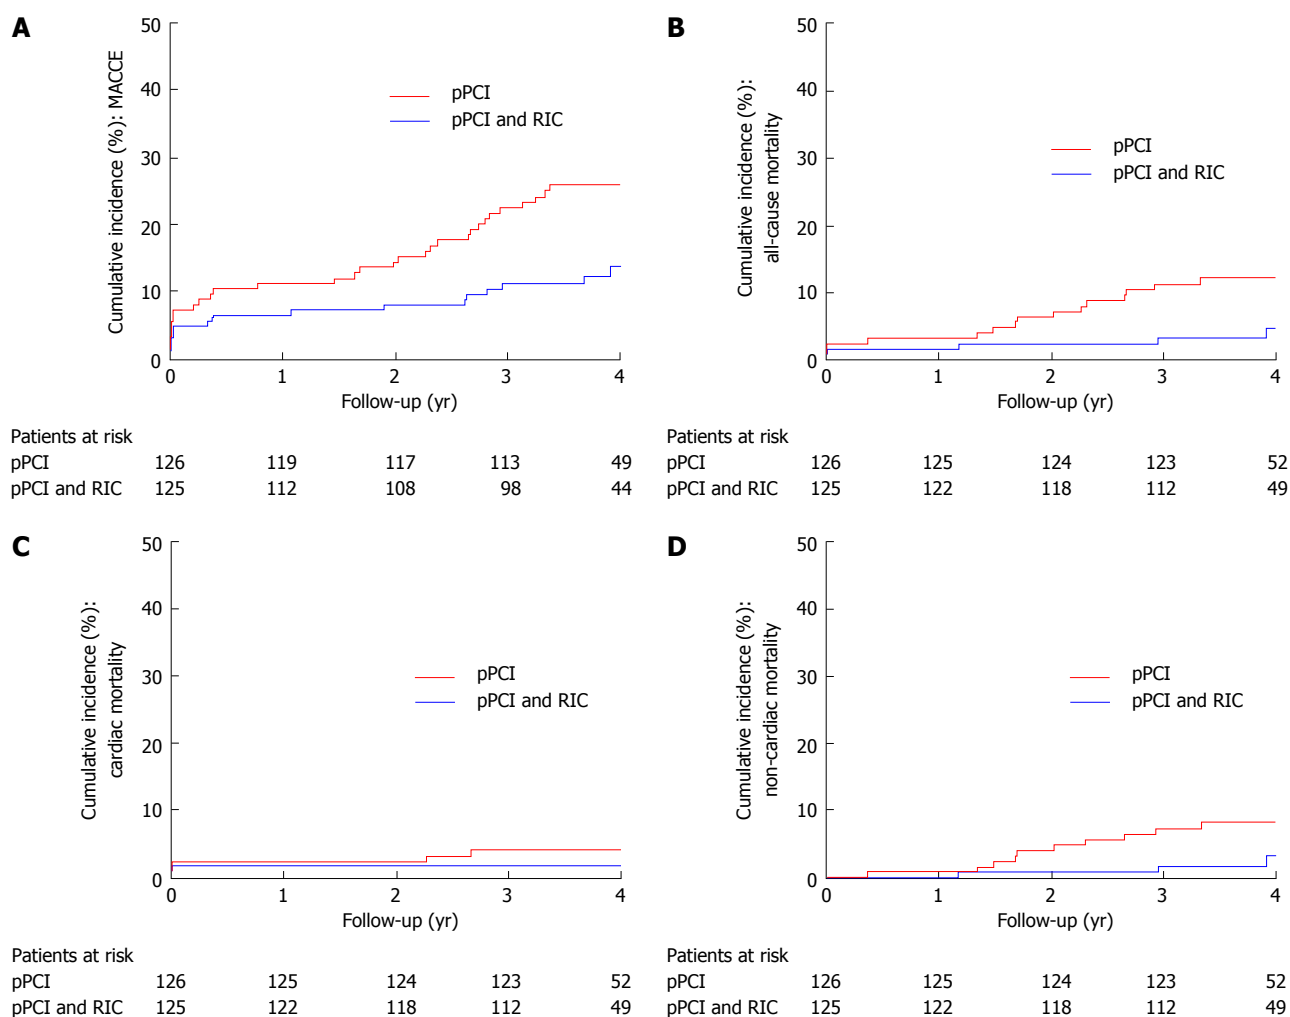 A
Cumulative incidence (%): MACCE
50
40
30
20
10
0
pPCI
pPCI and RIC
0 1 2 3 4
Follow-up (yr)
Patients at risk
pPCI 126 119 117 113 49
pPCI and RIC 125 112 108 98 44
B
Cumulative incidence (%):
all-cause mortality
50
40
30
20
10
0
pPCI
pPCI and RIC
0 1 2 3 4
Follow-up (yr)
Patients at risk
pPCI 126 125 124 123 52
pPCI and RIC 125 122 118 112 49
C
Cumulative incidence (%):
cardiac mortality
50
40
30
20
10
0
pPCI
pPCI and RIC
0 1 2 3 4
Follow-up (yr)
Patients at risk
pPCI 126 125 124 123 52
pPCI and RIC 125 122 118 112 49
D
Cumulative incidence (%):
non-cardiac mortality
50
40
30
20
10
0
pPCI
pPCI and RIC
0 1 2 3 4
Follow-up (yr)
Patients at risk
pPCI 126 125 124 123 52
pPCI and RIC 125 122 118 112 49